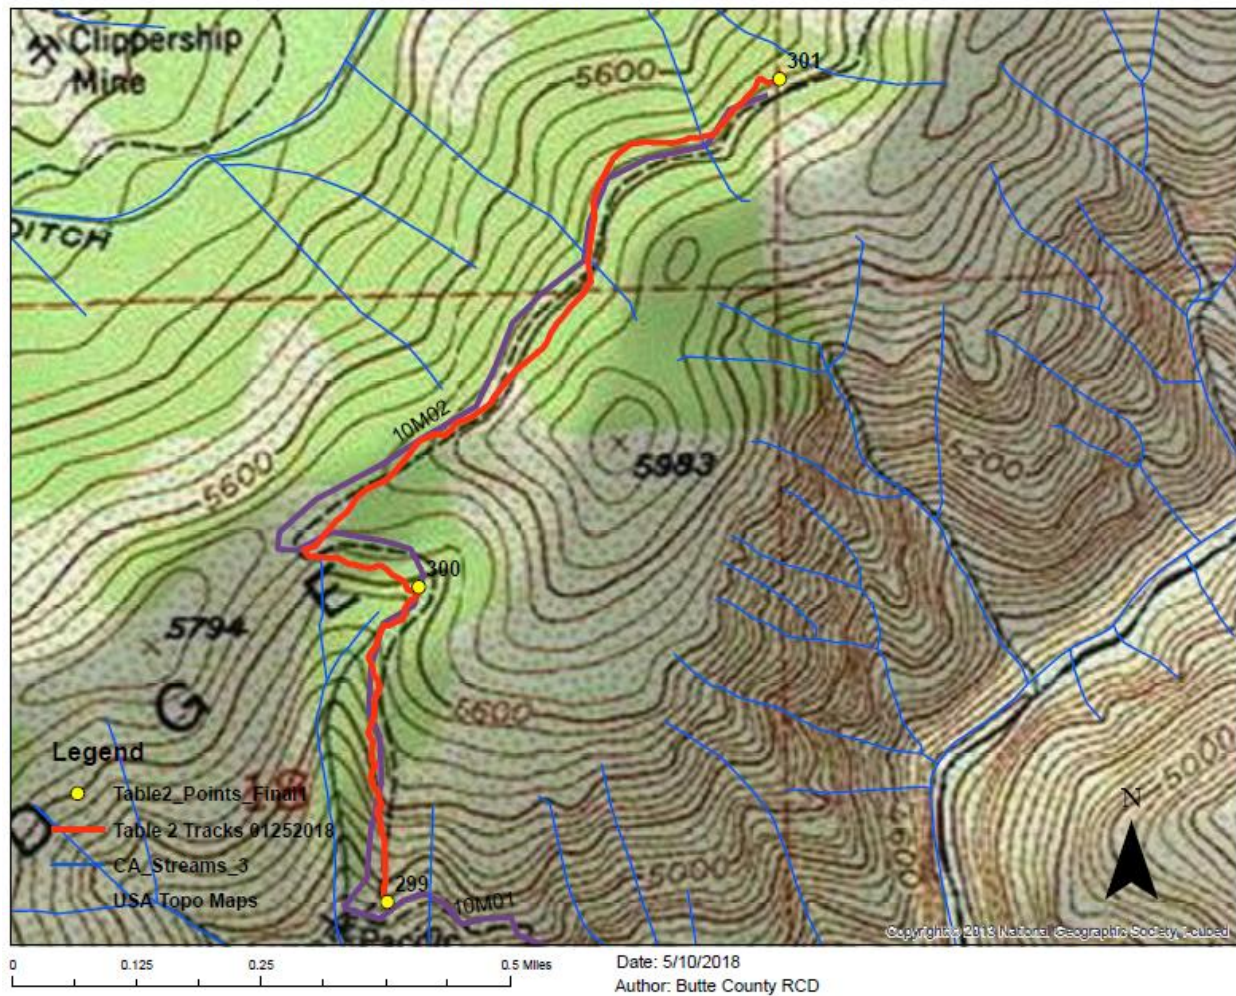 Clippership
Mine
5600
301
DITCH
10M02
5600
5983
5200
300
5794
G
5600
Legend
Table2_Points_Final1
Table 2 Tracks 01252018
CA_Streams_3
USA Topo Maps
D
5000
N
299
10M01
5000
Pacific
Copyright:© 2013 National Geographic Society, i-cubed
0 0.125 0.25 0.5 Miles
Date: 5/10/2018
Author: Butte County RCD